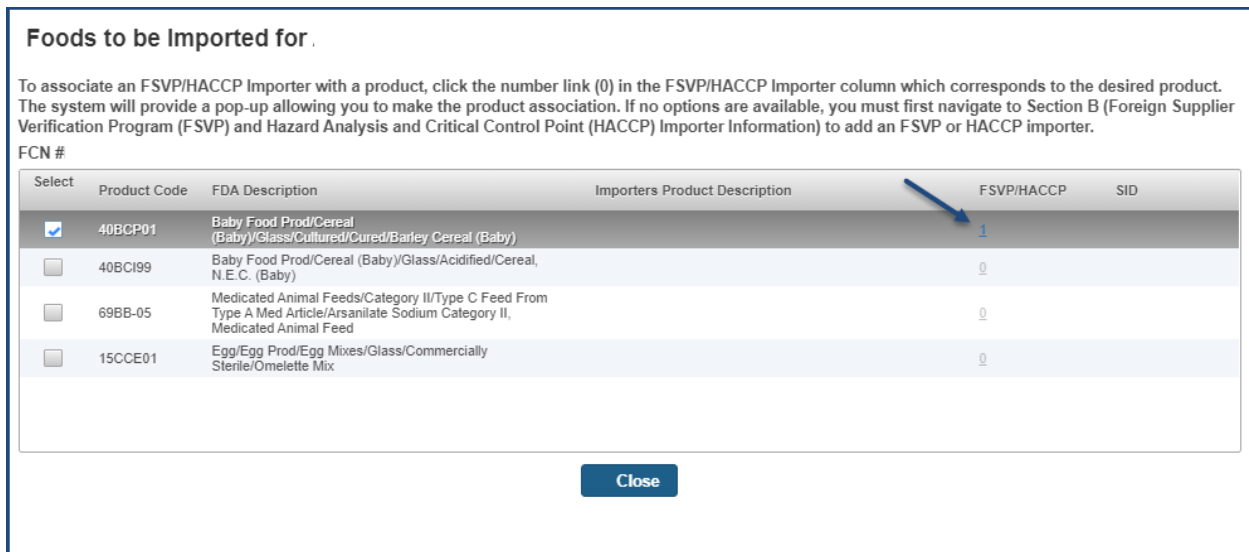 Foods to be Imported for
To associate an FSVP/HACCP Importer with a product, click the number link (0) in the FSVP/HACCP Importer column which corresponds to the desired product.
The system will provide a pop-up allowing you to make the product association. If no options are available, you must first navigate to Section B (Foreign Supplier
Verification Program (FSVP) and Hazard Analysis and Critical Control Point (HACCP) Importer Information) to add an FSVP or HACCP importer.
FCN #
Select Product Code FDA Description Importers Product Description FSVP/HACCP SID
40BCP01 Baby Food Prod/Cereal
(Baby)/Glass/Cultured/Cured/Barley Cereal (Baby) 1
40BCI99 Baby Food Prod/Cereal (Baby)/Glass/Acidified/Cereal,
N.E.C. (Baby) 0
Medicated Animal Feeds/Category II/Type C Feed From
69BB-05 Type A Med Article/Arsanilate Sodium Category II, 0
Medicated Animal Feed
15CCE01 Egg/Egg Prod/Egg Mixes/Glass/Commercially
Sterile/Omelette Mix 0
Close